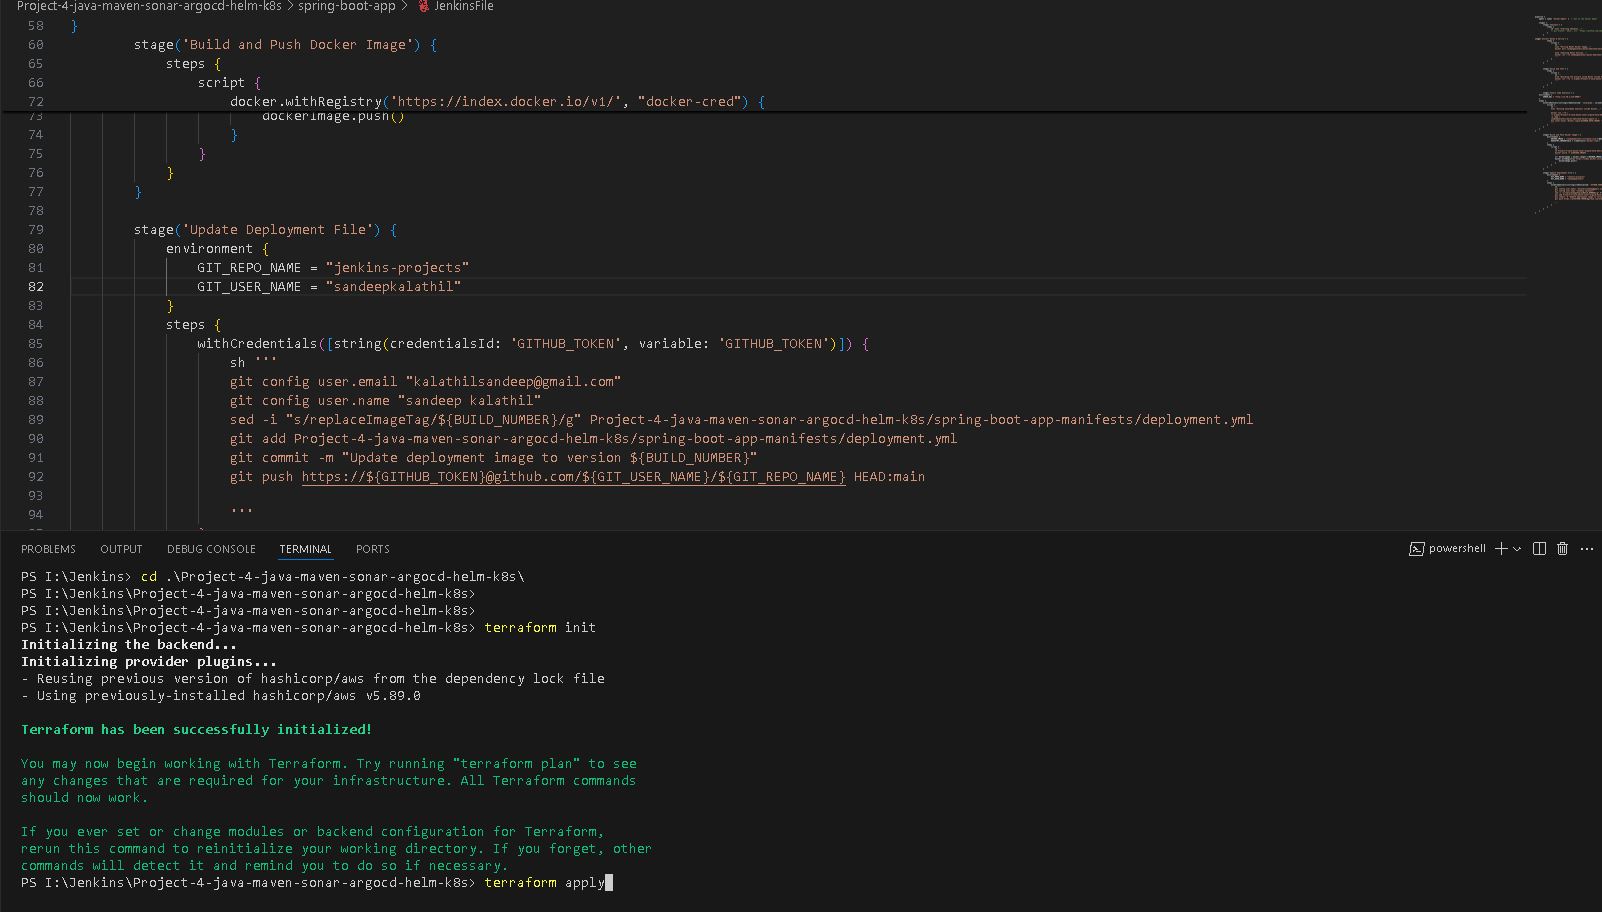 Project-4-java-maven-sonar-argocd-helm-k8s > spring-boot-app > JenkinsFile
58 }
60 stage('Build and Push Docker Image') {
65 steps {
66 script {
72 docker.withRegistry('https://index.docker.io/v1/', "docker-cred") {
73 dockerImage.push()
74 }
75 }
76 }
77 }
78
79 stage('Update Deployment File') {
80 environment {
81 GIT_REPO_NAME = "jenkins-projects"
82 GIT_USER_NAME = "sandeepkalathil"
83 }
84 steps {
85 withCredentials([string(credentialsId: 'GITHUB_TOKEN', variable: 'GITHUB_TOKEN')]) {
86 sh '''
87 git config user.email "kalathilsandeep@gmail.com"
88 git config user.name "sandeep kalathil"
89 sed -i "s/replaceImageTag/${BUILD_NUMBER}/g" Project-4-java-maven-sonar-argocd-helm-k8s/spring-boot-app-manifests/deployment.yml
90 git add Project-4-java-maven-sonar-argocd-helm-k8s/spring-boot-app-manifests/deployment.yml
91 git commit -m "Update deployment image to version ${BUILD_NUMBER}"
92 git push https://${GITHUB_TOKEN}@github.com/${GIT_USER_NAME}/${GIT_REPO_NAME} HEAD:main
93
94 '''
PROBLEMS OUTPUT DEBUG CONSOLE TERMINAL PORTS powershell
PS I:\Jenkins> cd .\Project-4-java-maven-sonar-argocd-helm-k8s\
PS I:\Jenkins\Project-4-java-maven-sonar-argocd-helm-k8s>
PS I:\Jenkins\Project-4-java-maven-sonar-argocd-helm-k8s>
PS I:\Jenkins\Project-4-java-maven-sonar-argocd-helm-k8s> terraform init
Initializing the backend...
Initializing provider plugins...
- Reusing previous version of hashicorp/aws from the dependency lock file
- Using previously-installed hashicorp/aws v5.89.0
Terraform has been successfully initialized!
You may now begin working with Terraform. Try running "terraform plan" to see
any changes that are required for your infrastructure. All Terraform commands
should now work.
If you ever set or change modules or backend configuration for Terraform,
rerun this command to reinitialize your working directory. If you forget, other
commands will detect it and remind you to do so if necessary.
PS I:\Jenkins\Project-4-java-maven-sonar-argocd-helm-k8s> terraform apply